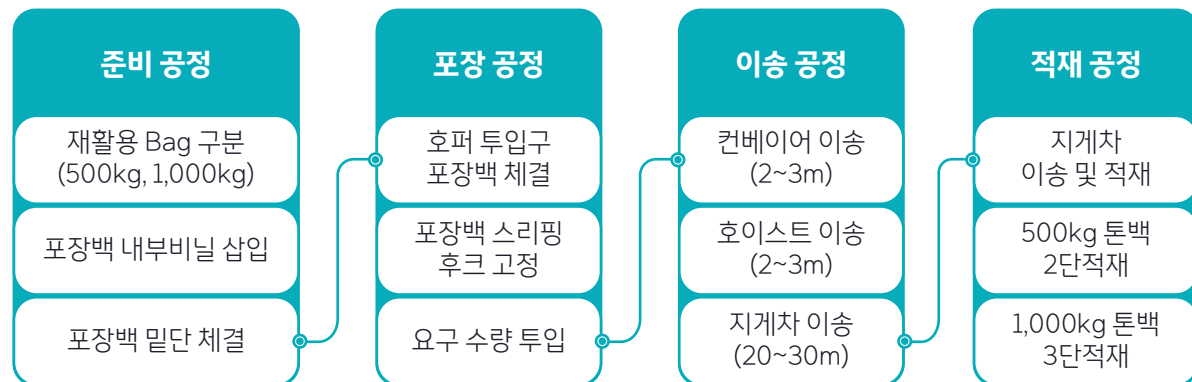 준비 공정
재활용 Bag 구분
(500kg, 1,000kg)
포장백 내부비닐 삽입
포장백 밑단 체결
포장 공정
호퍼 투입구
포장백 체결
포장백 스리핑
후크 고정
요구 수량 투입
이송 공정
컨베이어 이송
(2~3m)
호이스트 이송
(2~3m)
지게차 이송
(20~30m)
적재 공정
지게차
이송 및 적재
500kg 톤백
2단적재
1,000kg 톤백
3단적재